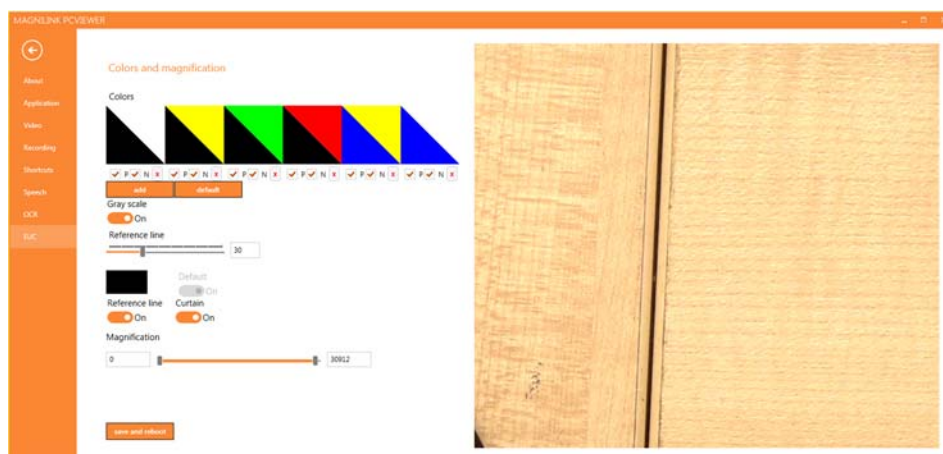 MAGNILINK PCVIEWER
About
Application
Video
Recording
Shortcuts
Speech
OCR
Colors and magnification
Colors
P N x P N x P N x P N x P N x P N x
add default
Gray scale
On
Reference line
30
Default
On
Reference line Curtain
On On
Magnification
0 30912
save and reboot